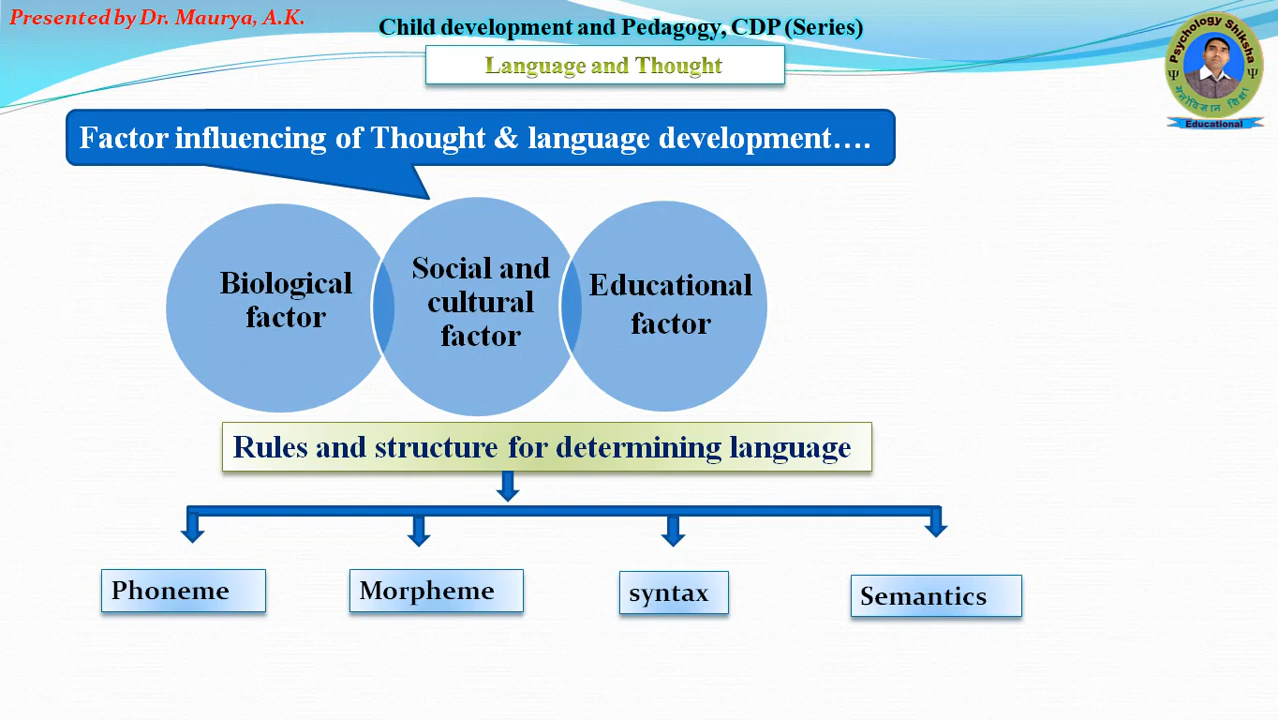 Presented by Dr. Maurya, A.K.
Child development and Pedagogy, CDP (Series)
Language and Thought
Psychology Shiksha
Ψ Ψ
मनोविज्ञान शिक्षा
Educational
Factor influencing of Thought & language development….
Biological
factor
Social and
cultural
factor
Educational
factor
Rules and structure for determining language
Phoneme
Morpheme
syntax
Semantics